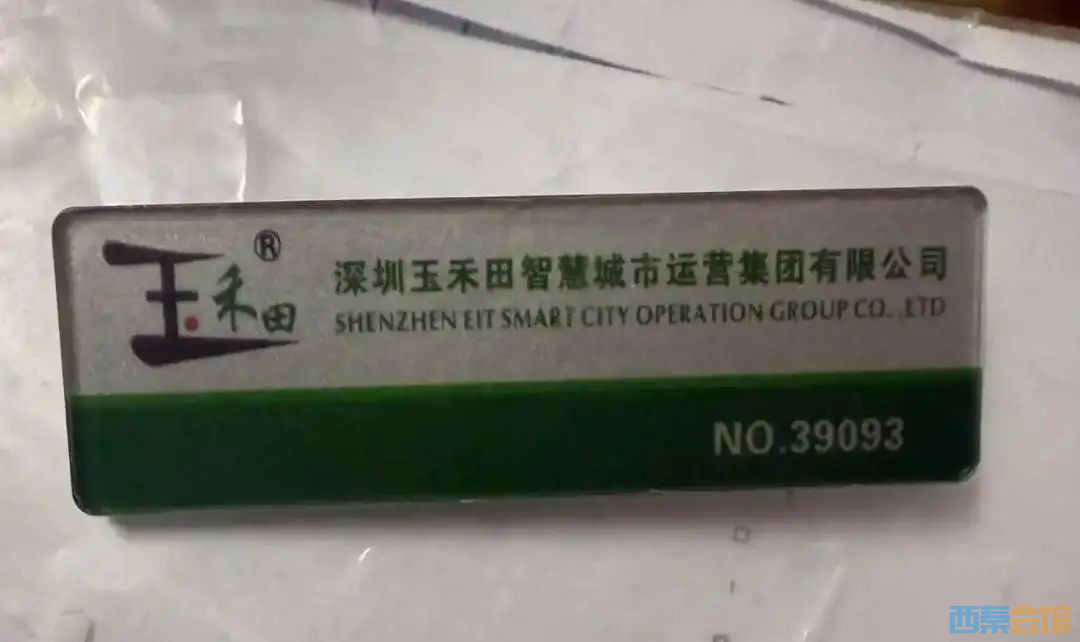 玉禾田®
深圳玉禾田智慧城市运营集团有限公司
SHENZHEN EIT SMART CITY OPERATION GROUP CO.,LTD
NO.39093
西秦会馆